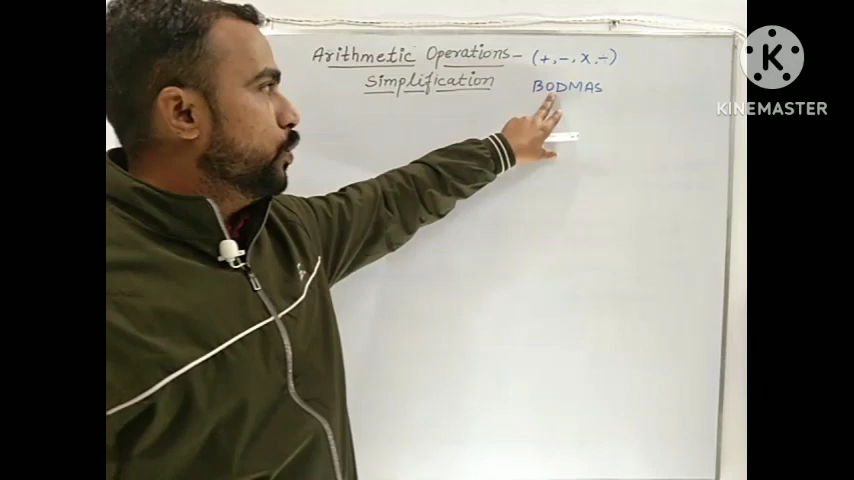 Arithmetic Operations - (+, -, x, ÷)
Simplification BODMAS
K
KINEMASTER